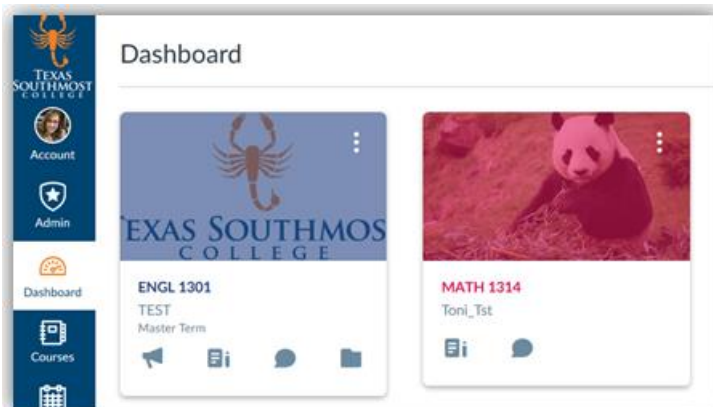 TEXAS
SOUTHMOST
COLLEGE
Account
Admin
Dashboard
Courses
Dashboard
EXAS SOUTHMOS
COLLEGE
ENGL 1301
TEST
Master Term
MATH 1314
Toni_Tst